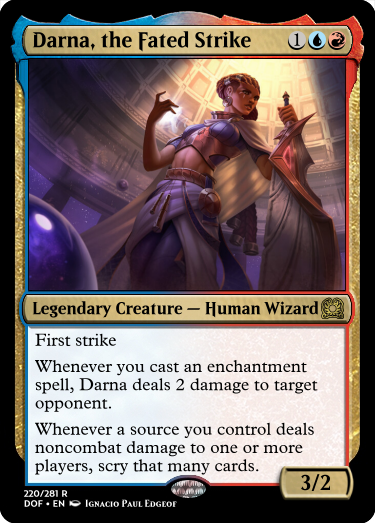 Darna, the Fated Strike 1
Legendary Creature — Human Wizard
First strike
Whenever you cast an enchantment
spell, Darna deals 2 damage to target
opponent.
Whenever a source you control deals
noncombat damage to one or more
players, scry that many cards.
3/2
220/281 R
DOF • EN Ignacio Paul Edgeof